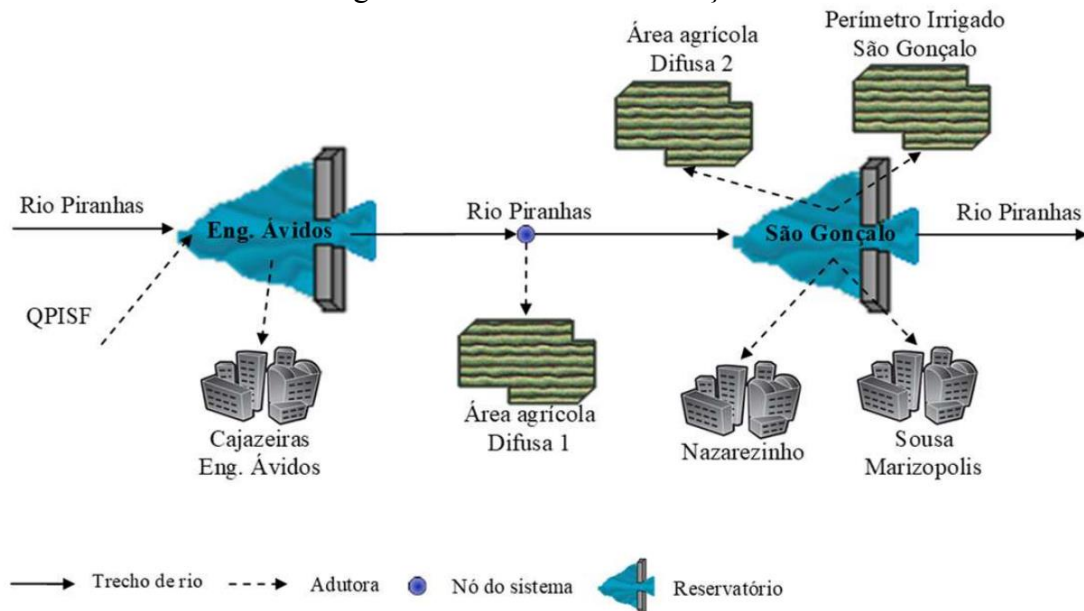 Área agrícola
Difusa 2
Perímetro Irrigado
São Gonçalo
Rio Piranhas
Eng. Ávidos
Rio Piranhas
São Gonçalo
Rio Piranhas
QPISF
Cajazeiras
Eng. Ávidos
Área agrícola
Difusa 1
Nazarezinho
Sousa
Marizopolis
Trecho de rio
Adutora
Nó do sistema
Reservatório